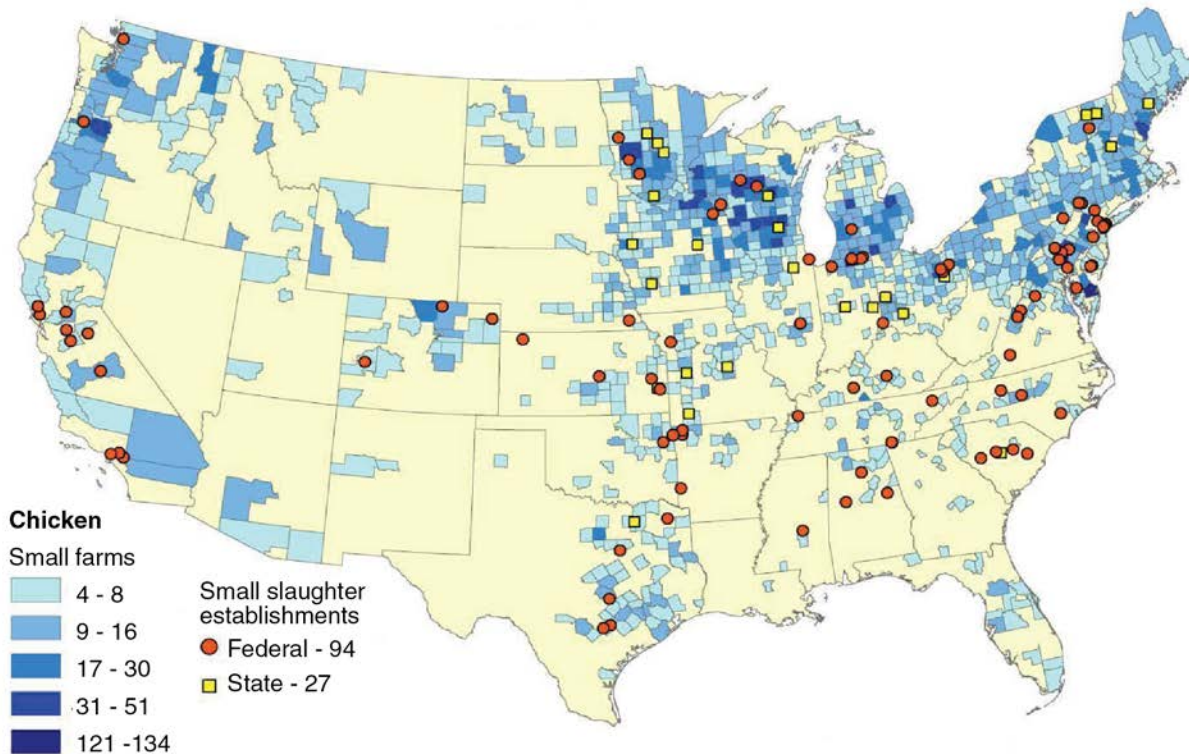 Chicken
Small farms
4 - 8
9 - 16
17 - 30
31 - 51
121 -134
Small slaughter
establishments
Federal - 94
State - 27